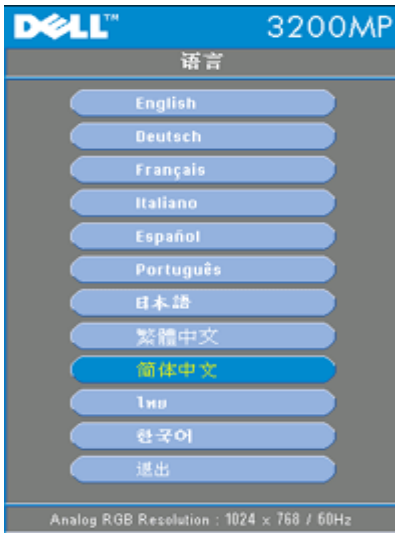 DELL™ 3200MP
语言
English
Deutsch
Français
Italiano
Español
Português
日本語
繁體中文
简体中文
ไทย
한국어
退出
Analog RGB Resolution : 1024 x 768 / 60Hz